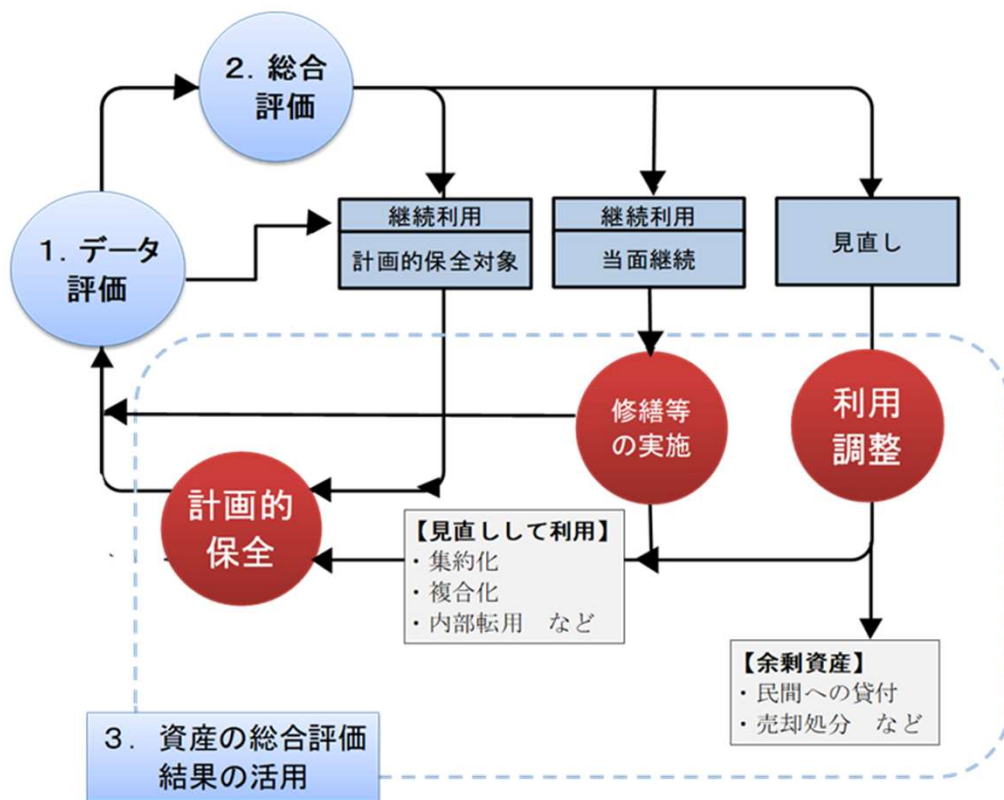 2. 総合
評価
1. データ
評価
継続利用
計画的保全対象
継続利用
当面継続
見直し
修繕等
の実施
利用
調整
計画的
保全
【見直しして利用】
・集約化
・複合化
・内部転用　など
【余剰資産】
・民間への貸付
・売却処分　など
３．資産の総合評価
結果の活用